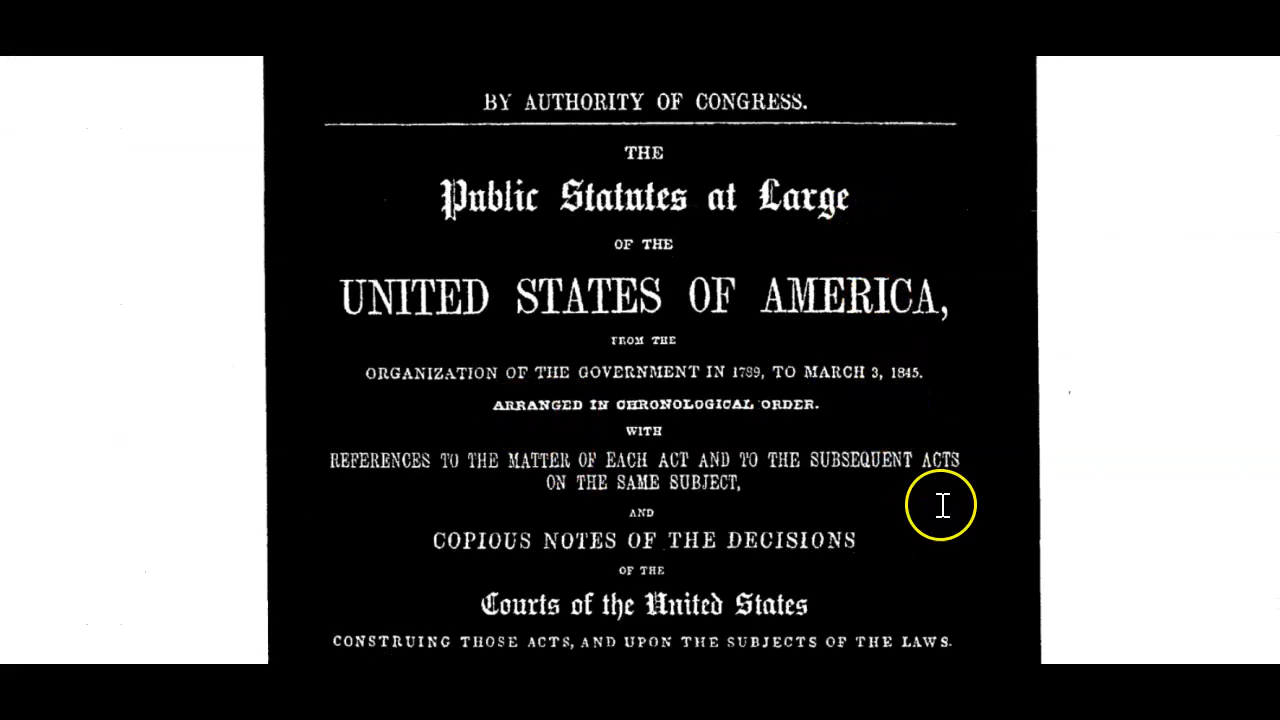 BY AUTHORITY OF CONGRESS.
THE
Public Statutes at Large
OF THE
UNITED STATES OF AMERICA,
FROM THE
ORGANIZATION OF THE GOVERNMENT IN 1789, TO MARCH 3, 1845.
ARRANGED IN CHRONOLOGICAL ORDER.
WITH
REFERENCES TO THE MATTER OF EACH ACT AND TO THE SUBSEQUENT ACTS
ON THE SAME SUBJECT,
AND
COPIOUS NOTES OF THE DECISIONS
OF THE
Courts of the United States
CONSTRUING THOSE ACTS, AND UPON THE SUBJECTS OF THE LAWS.